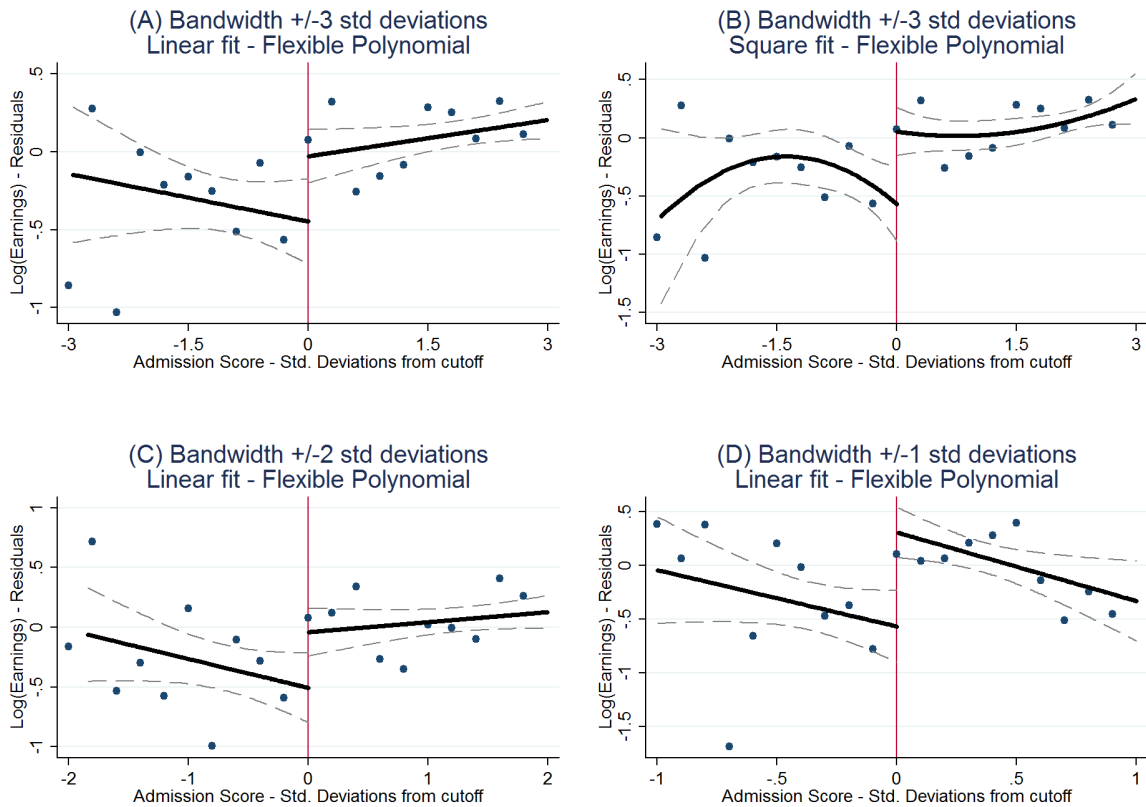 (A) Bandwidth +/-3 std deviations
Linear fit - Flexible Polynomial
Log(Earnings) - Residuals
.5
0
-.5
-1
-3
-1.5
0
1.5
3
Admission Score - Std. Deviations from cutoff
(B) Bandwidth +/-3 std deviations
Square fit - Flexible Polynomial
Log(Earnings) - Residuals
.5
0
-.5
-1
-1.5
-3
-1.5
0
1.5
3
Admission Score - Std. Deviations from cutoff
(C) Bandwidth +/-2 std deviations
Linear fit - Flexible Polynomial
Log(Earnings) - Residuals
1
.5
0
-.5
-1
-2
-1
0
1
2
Admission Score - Std. Deviations from cutoff
(D) Bandwidth +/-1 std deviations
Linear fit - Flexible Polynomial
Log(Earnings) - Residuals
.5
0
-.5
-1
-1.5
-1
-.5
0
.5
1
Admission Score - Std. Deviations from cutoff